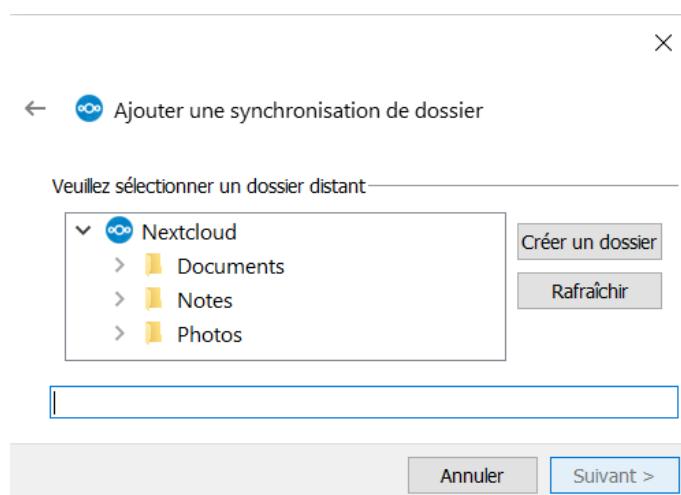 Ajouter une synchronisation de dossier
Veuillez sélectionner un dossier distant
Nextcloud
Documents
Notes
Photos
Créer un dossier
Rafraîchir
Annuler
Suivant >